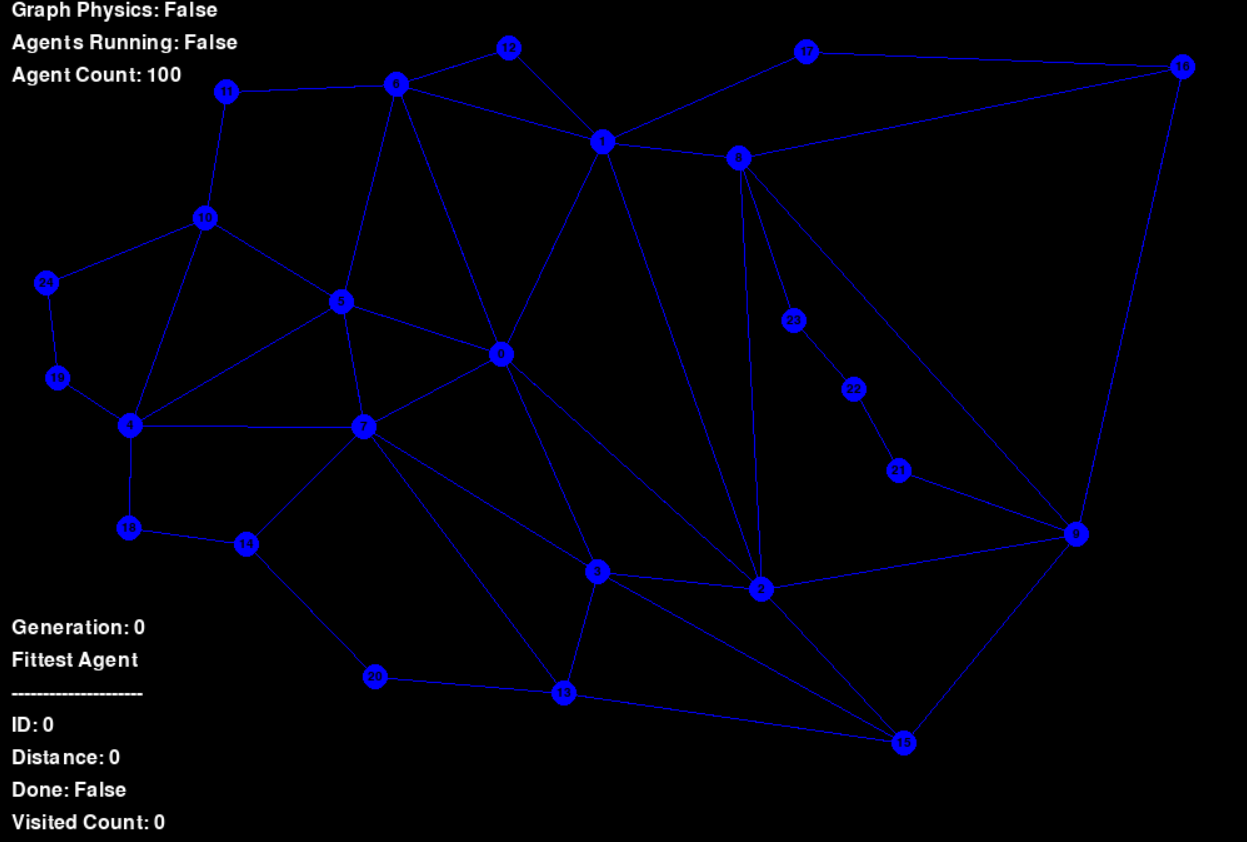 Graph Physics: False
Agents Running: False
Agent Count: 100
12
17
16
6
11
1
8
10
24
5
23
0
19
22
4
7
21
18
9
14
3
2
Generation: 0
Fittest Agent
----------------------
20
13
ID: 0
15
Distance: 0
Done: False
Visited Count: 0